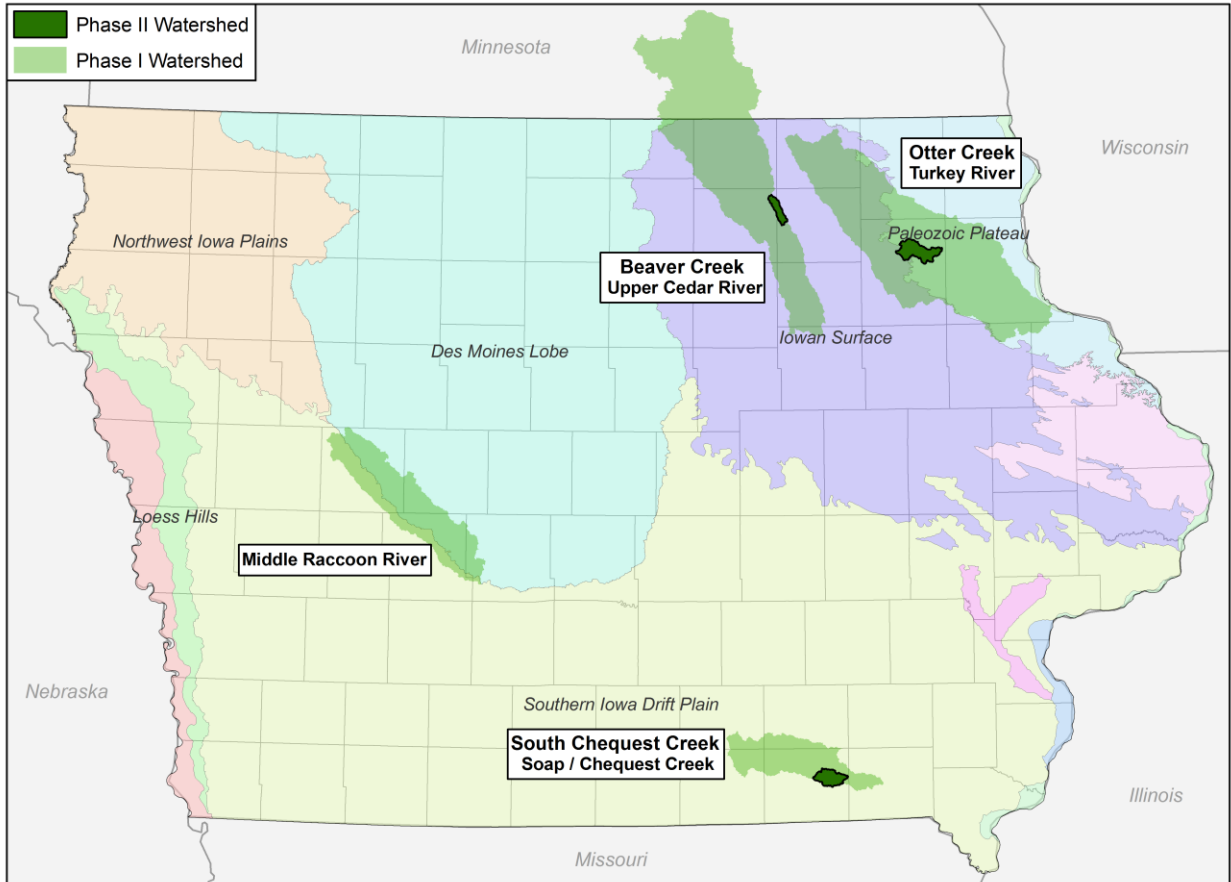 Phase II Watershed
Phase I Watershed
Minnesota
Wisconsin
Otter Creek
Turkey River
Northwest Iowa Plains
Paleozoic Plateau
Beaver Creek
Upper Cedar River
Des Moines Lobe
Iowan Surface
Loess Hills
Middle Raccoon River
Nebraska
Southern Iowa Drift Plain
South Chequest Creek
Soap / Chequest Creek
Illinois
Missouri